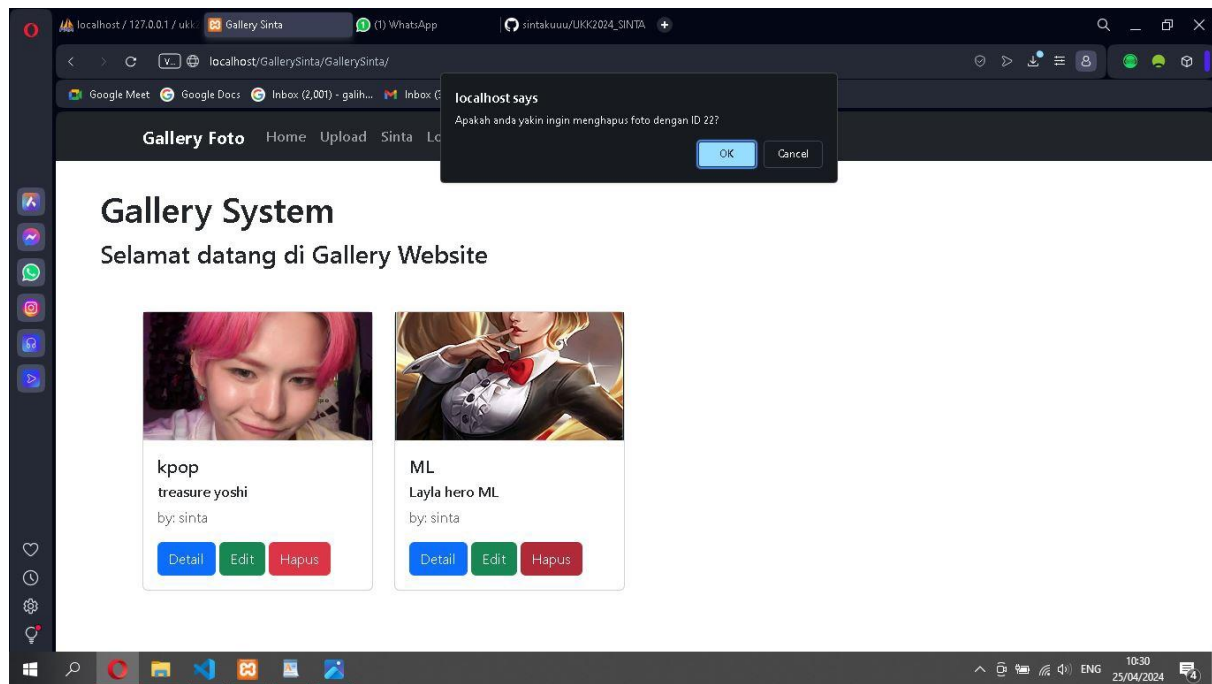 localhost / 127.0.0.1 / ukk
Gallery Sinta
(1) WhatsApp
sintakuuu/UKK2024_SINTA
V...
localhost/GallerySinta/GallerySinta/
Google Meet
Google Docs
Inbox (2,001) - galih...
Inbox (3
localhost says
Apakah anda yakin ingin menghapus foto dengan ID 22?
OK
Cancel
Gallery Foto
Home
Upload
Sinta
Lo
Gallery System
Selamat datang di Gallery Website
kpop
treasure yoshi
by: sinta
Detail
Edit
Hapus
ML
Layla hero ML
by: sinta
Detail
Edit
Hapus
ENG
10:30
25/04/2024
4